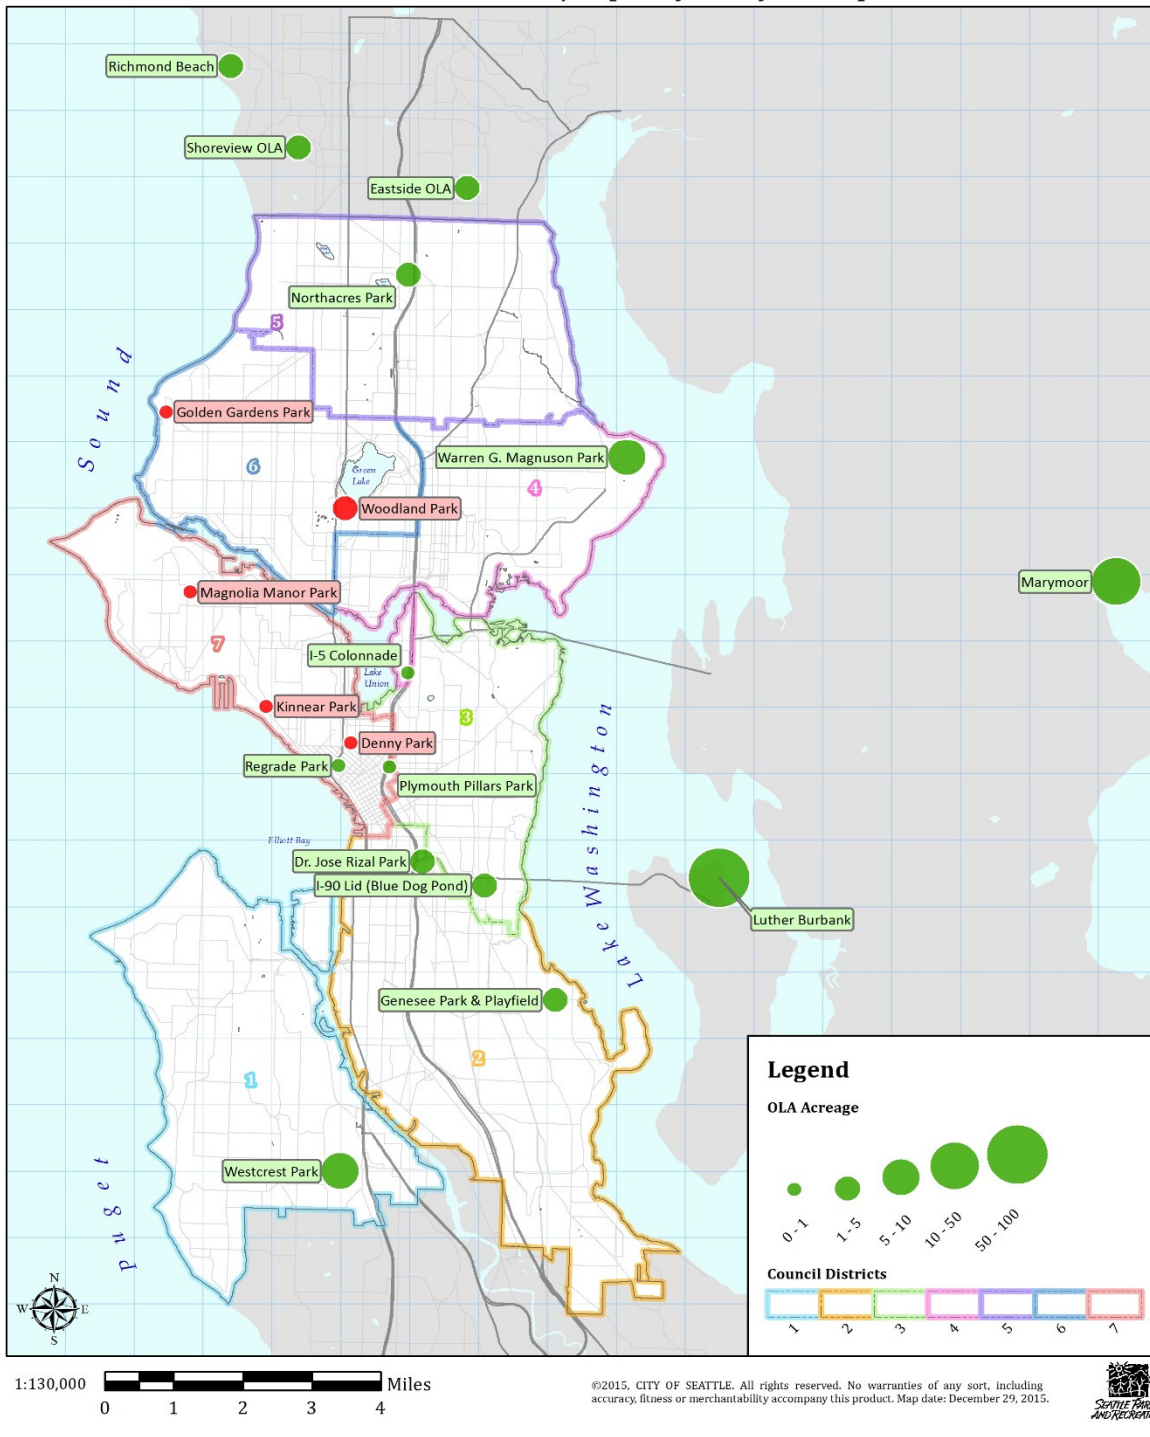 Richmond Beach
Shoreview OLA
Eastside OLA
Northacres Park
5
Sound
Golden Gardens Park
6
Green
Lake
Warren G. Magnuson Park
4
Woodland Park
Magnolia Manor Park
Marymoor
7
I-5 Colonnade
Lake
Union
Kinnear Park
3
Denny Park
Regrade Park
Plymouth Pillars Park
Lake Washington
Elliott Bay
Dr. Jose Rizal Park
I-90 Lid (Blue Dog Pond)
Luther Burbank
Genesee Park & Playfield
2
1
Westcrest Park
Puget
N
W E
S
Legend
OLA Acreage
0 - 1
1 - 5
5 - 10
10 - 50
50 - 100
Council Districts
1 2 3 4 5 6 7
1:130,000
Miles
0 1 2 3 4
©2015, CITY OF SEATTLE. All rights reserved. No warranties of any sort, including
accuracy, fitness or merchantability accompany this product. Map date: December 29, 2015.